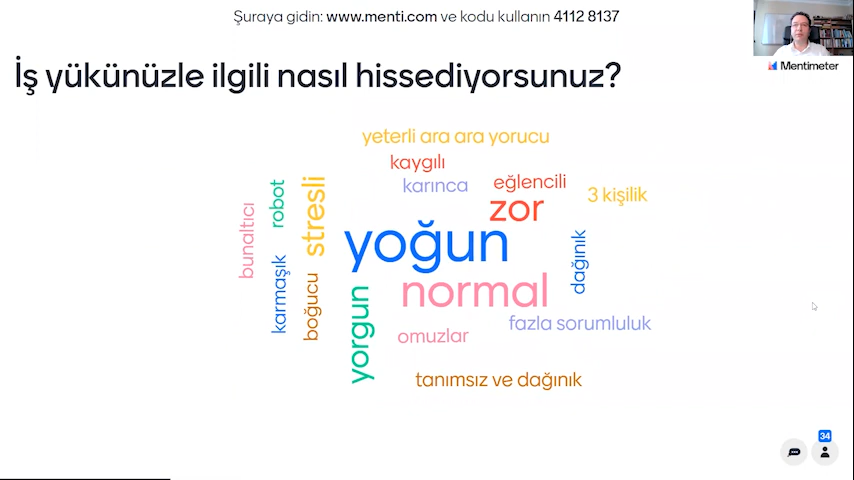 Şuraya gidin: www.menti.com ve kodu kullanın 4112 8137
Mentimeter
İş yükünüzle ilgili nasıl hissediyorsunuz?
yeterli ara ara yorucu
kaygılı
karınca
eğlencili
3 kişilik
zor
robot
stresli
bunaltıcı
yoğun
dağınık
karmaşık
boğucu
yorgun
normal
fazla sorumluluk
omuzlar
tanımsız ve dağınık
34